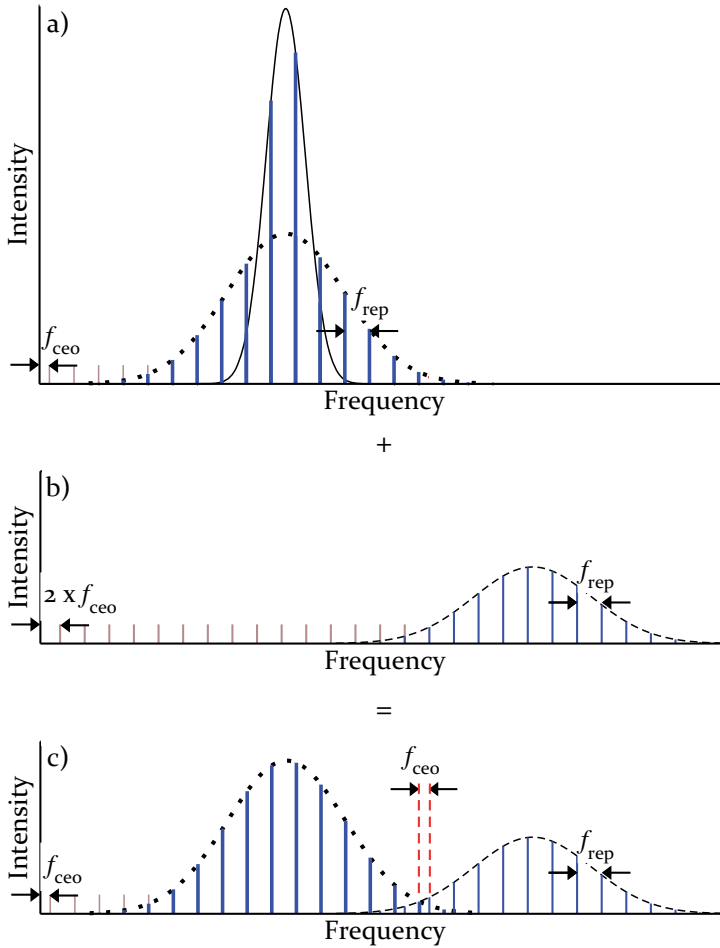 a)
Intensity
f_rep
f_ceo
Frequency
+
b)
Intensity
2 x f_ceo
f_rep
Frequency
=
c)
f_ceo
Intensity
f_ceo
f_rep
Frequency